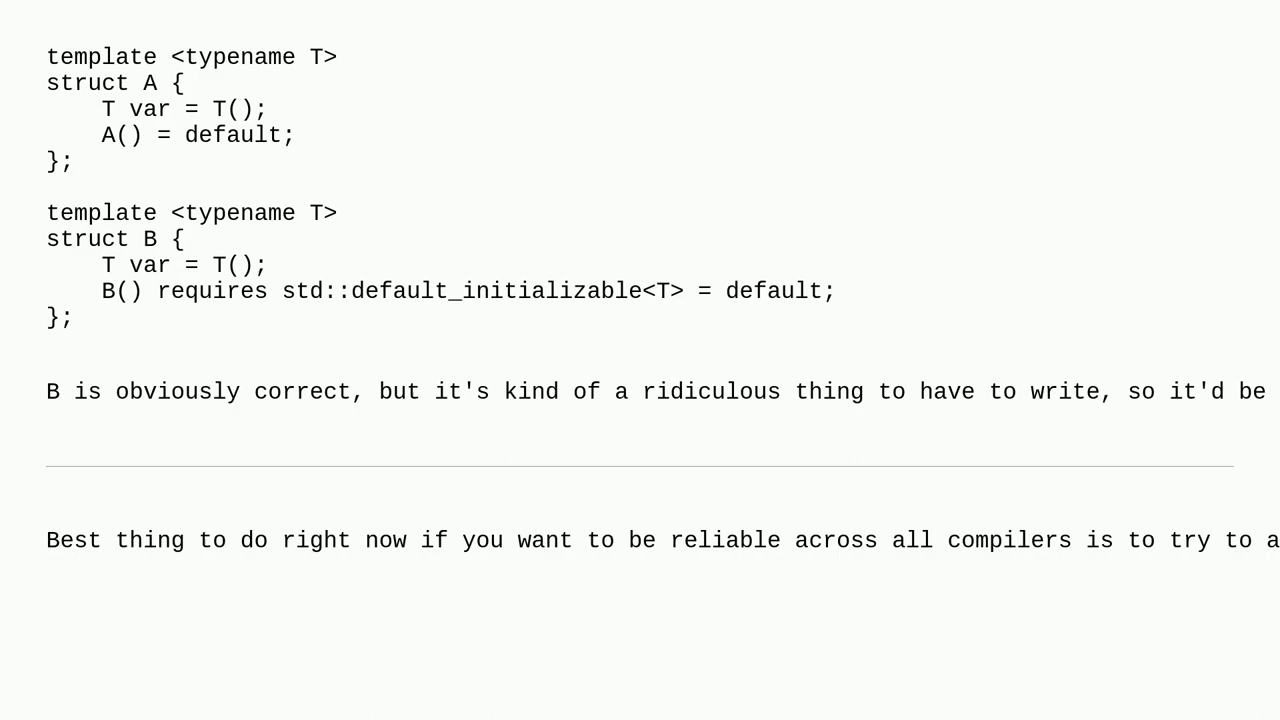 template <typename T>
struct A {
    T var = T();
    A() = default;
};

template <typename T>
struct B {
    T var = T();
    B() requires std::default_initializable<T> = default;
};

B is obviously correct, but it's kind of a ridiculous thing to have to write, so it'd be
Best thing to do right now if you want to be reliable across all compilers is to try to